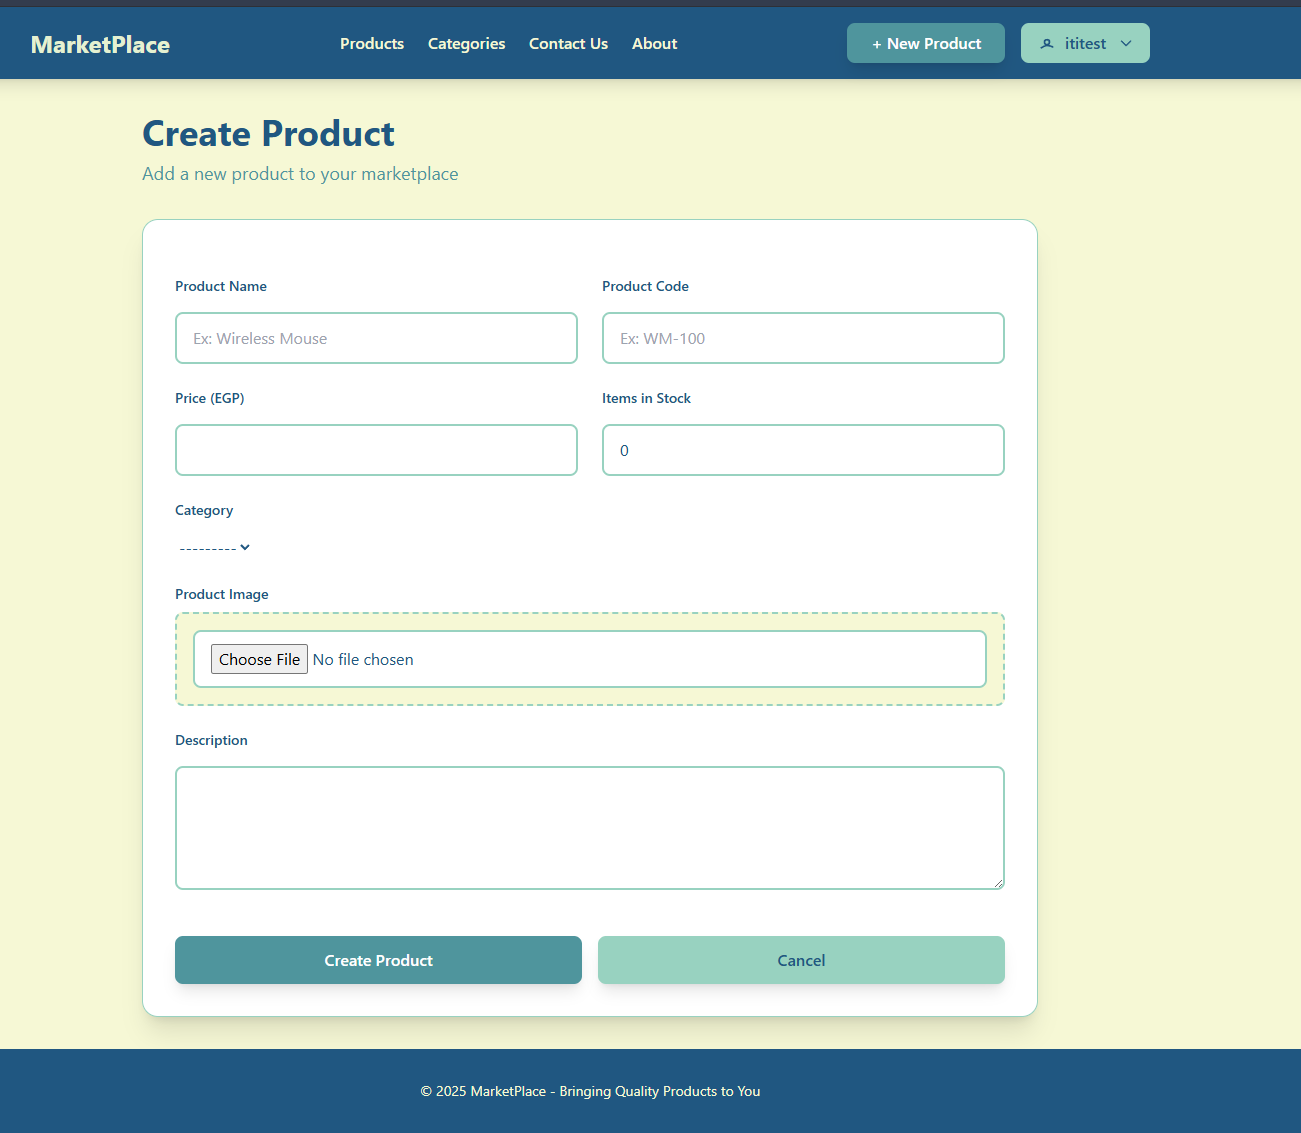 MarketPlace
Products Categories Contact Us About
+ New Product
ititest
Create Product
Add a new product to your marketplace
Product Name
Product Code
Ex: Wireless Mouse
Ex: WM-100
Price (EGP)
Items in Stock
0
Category
---------
Product Image
Choose File No file chosen
Description
Create Product
Cancel
© 2025 MarketPlace - Bringing Quality Products to You